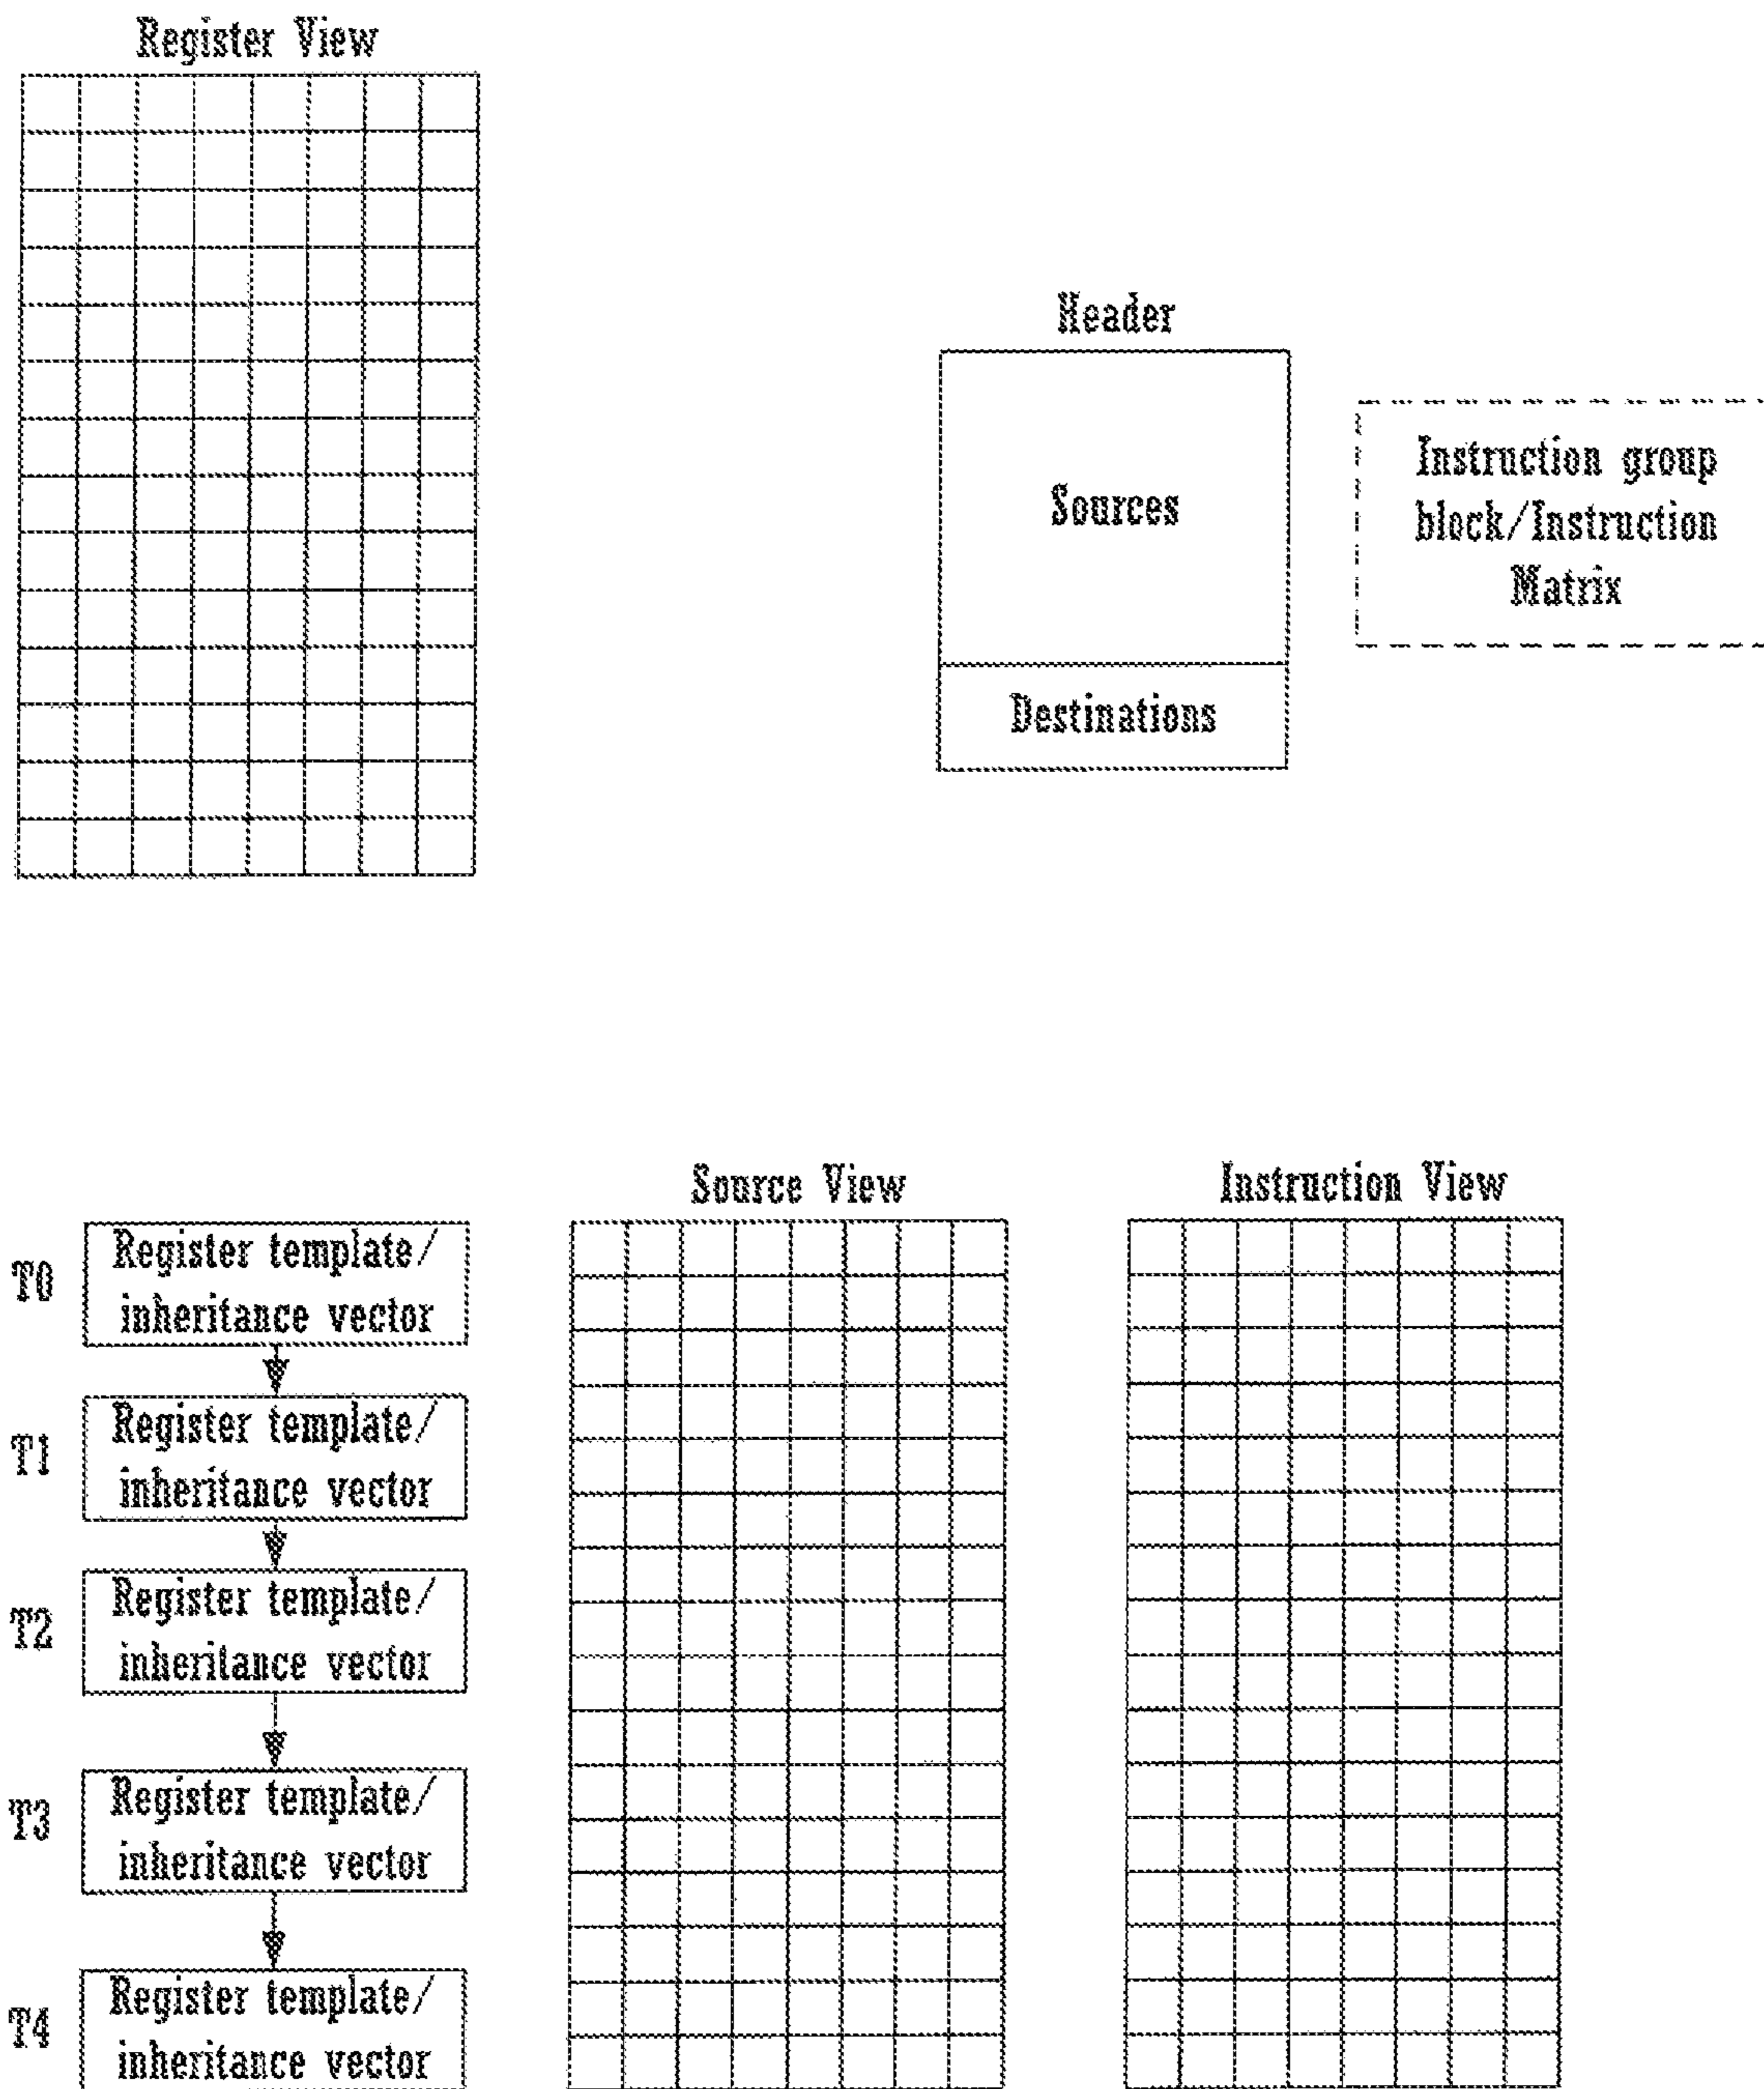 Register View
Header
Sources
Destinations
Instruction group
block/Instruction
Matrix
T0
Register template/
inheritance vector
T1
Register template/
inheritance vector
T2
Register template/
inheritance vector
T3
Register template/
inheritance vector
T4
Register template/
inheritance vector
Source View
Instruction View